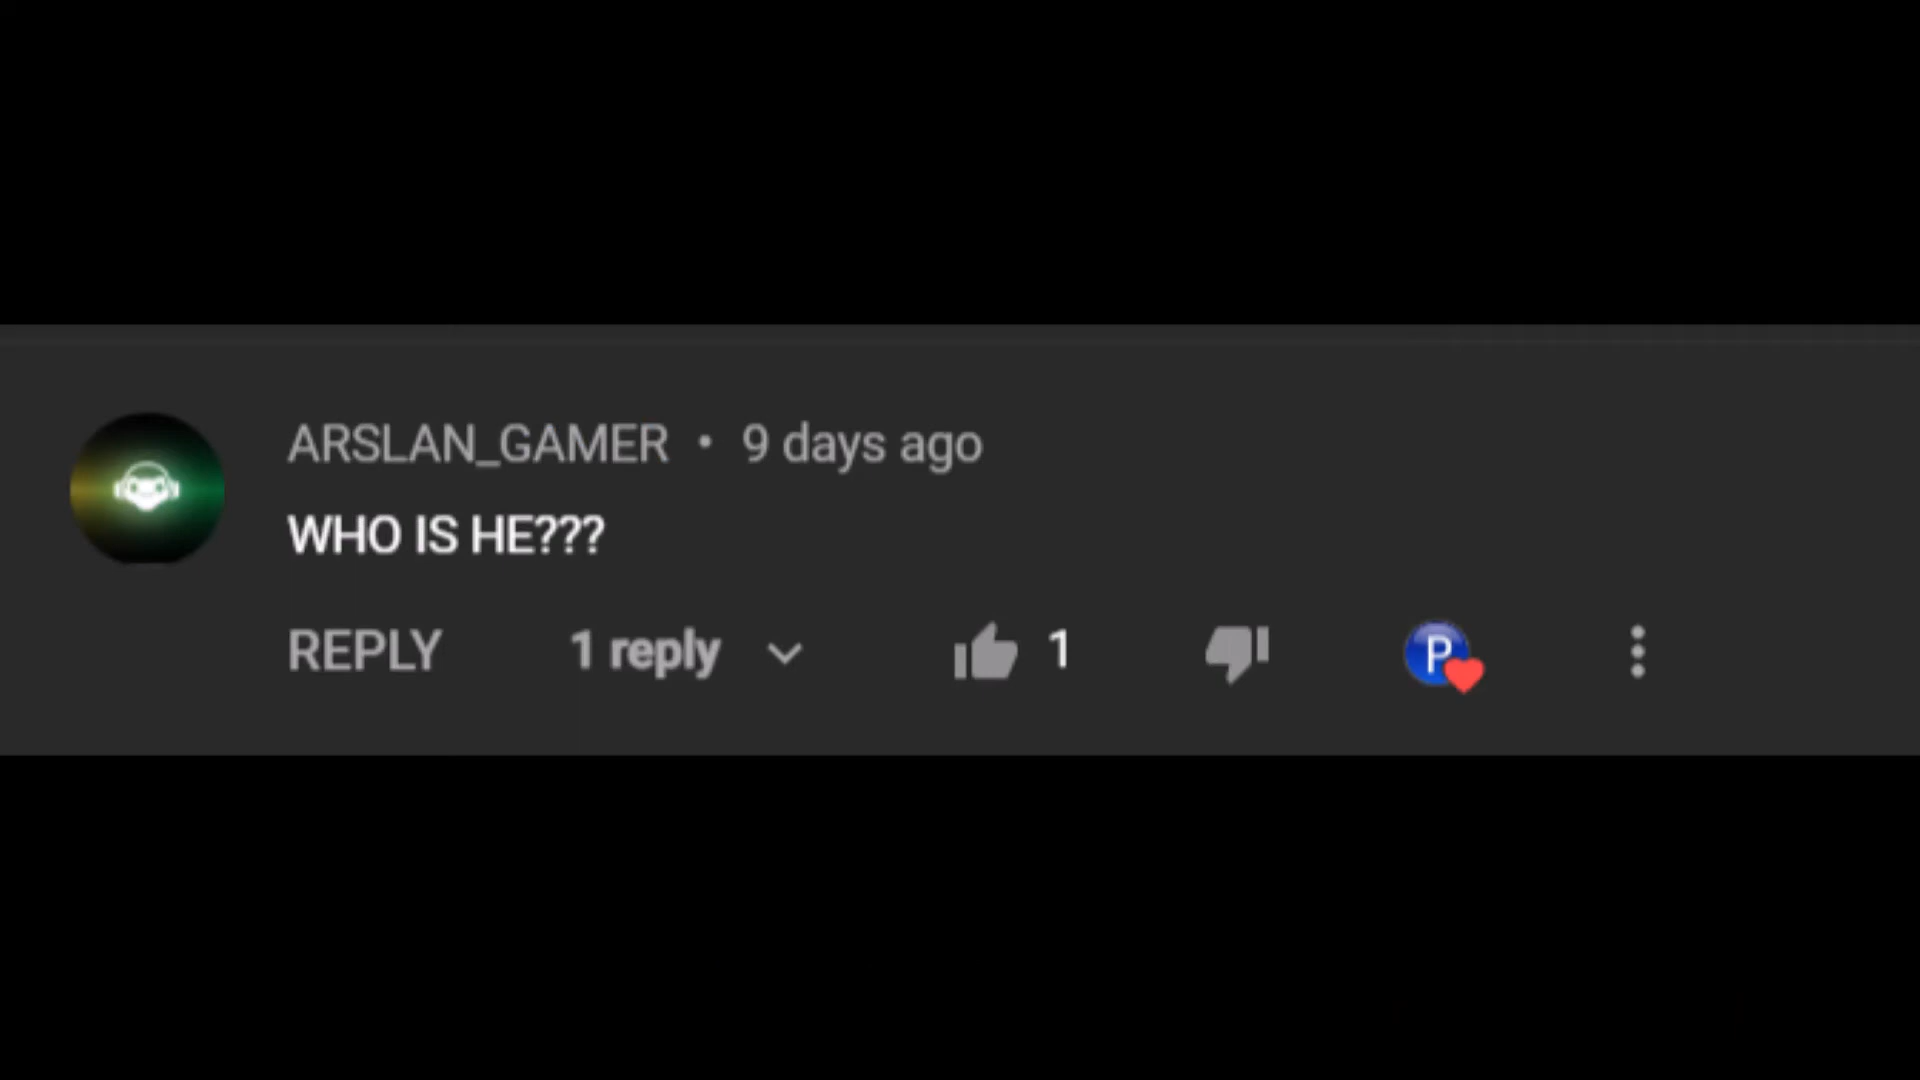 ARSLAN_GAMER • 9 days ago
WHO IS HE???
REPLY 1 reply 1 P